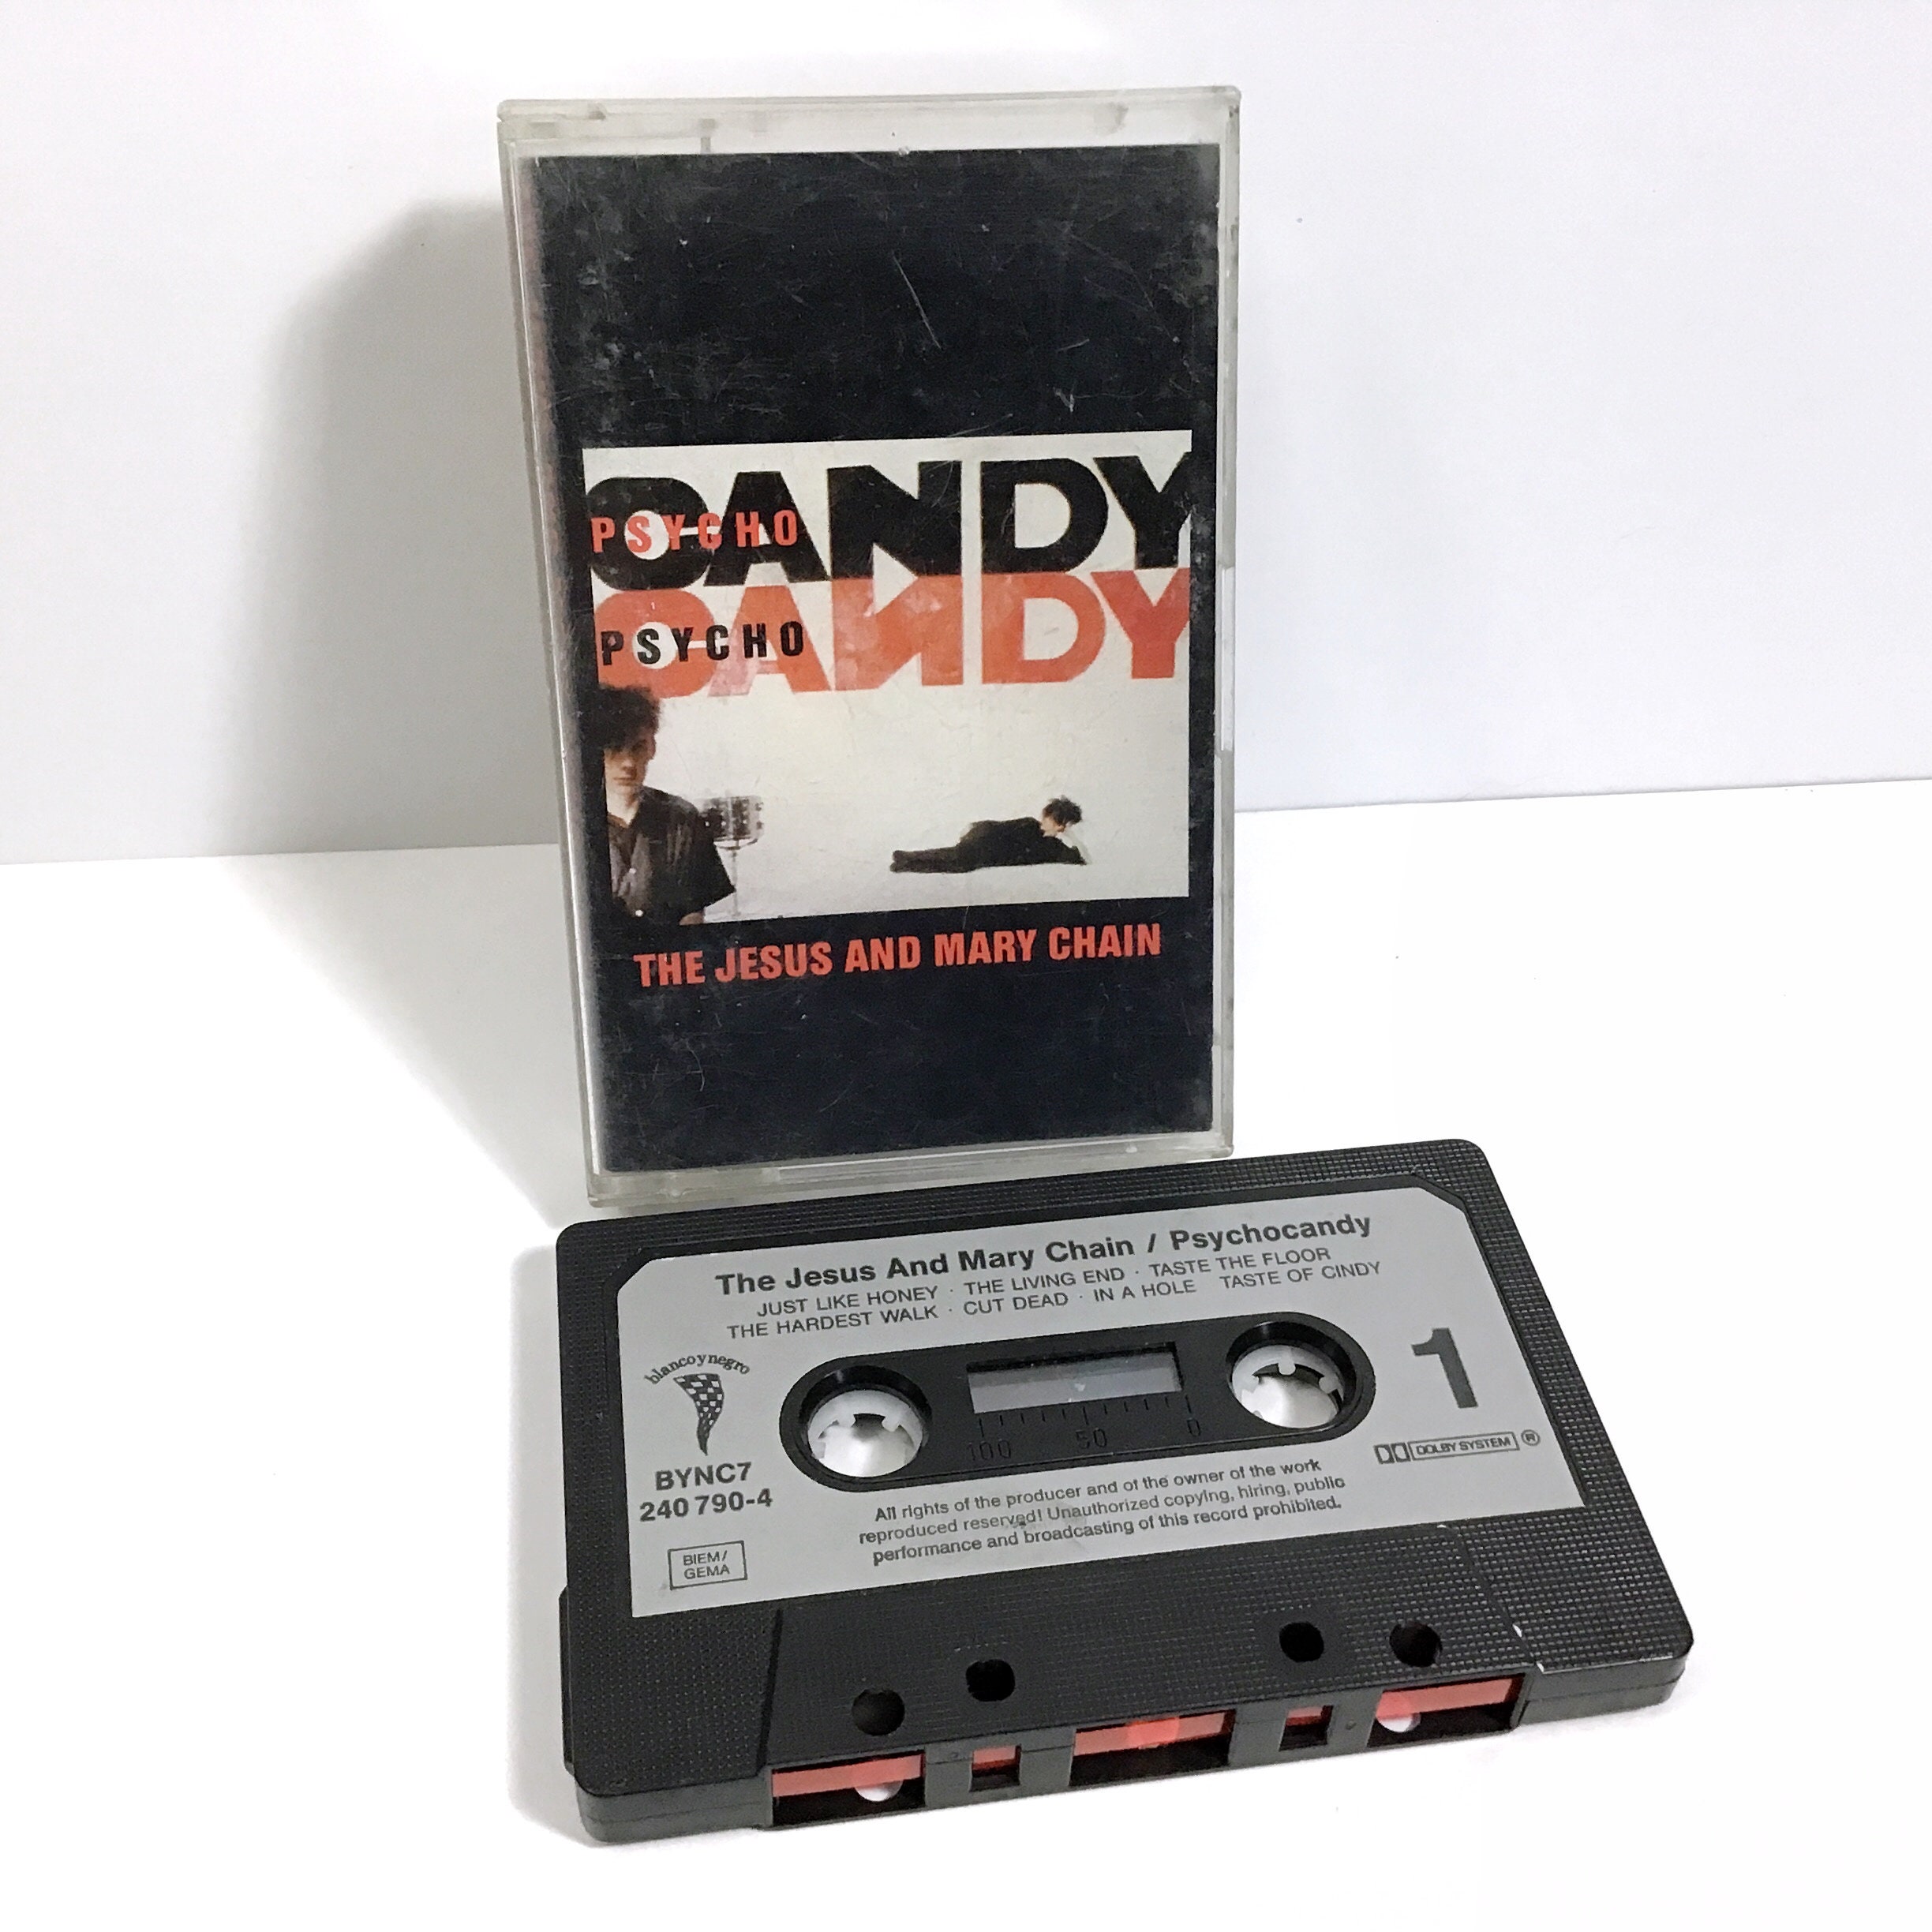 CANDY
PSYCHO
CANDY
PSYCHO
THE JESUS AND MARY CHAIN
The Jesus And Mary Chain / Psychocandy
JUST LIKE HONEY · THE LIVING END · TASTE THE FLOOR
THE HARDEST WALK · CUT DEAD · IN A HOLE TASTE OF CINDY
blanco y negro
1
100 50 0
DOLBY SYSTEM ®
BYNC7
240 790-4
All rights of the producer and of the owner of the work
reproduced reserved! Unauthorized copying, hiring, public
performance and broadcasting of this record prohibited.
BIEM/
GEMA